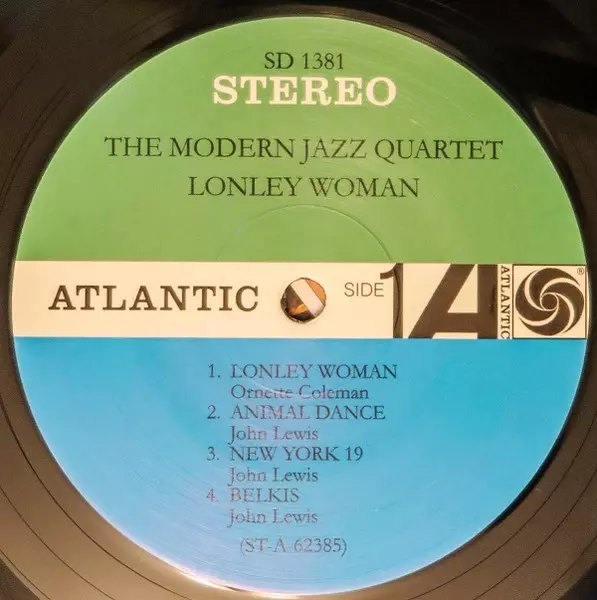 SD 1381
STEREO
THE MODERN JAZZ QUARTET
LONLEY WOMAN
ATLANTIC SIDE 1 A ATLANTIC ®
1. LONLEY WOMAN
Ornette Coleman
2. ANIMAL DANCE
John Lewis
3. NEW YORK 19
John Lewis
4. BELKIS
John Lewis
(ST-A-62385)